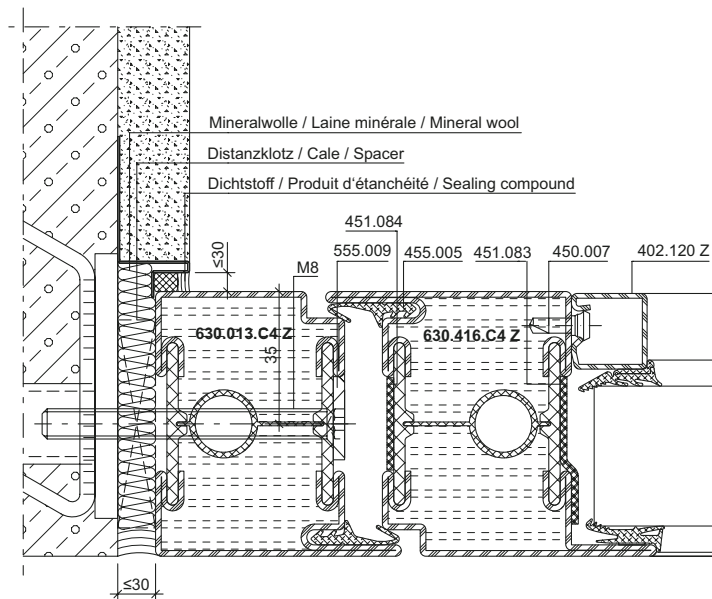 Mineralwolle / Laine minérale / Mineral wool
Distanzklotz / Cale / Spacer
Dichtstoff / Produit d‘étanchéité / Sealing compound
451.084
≤30
M8
555.009
455.005
451.083
450.007
402.120 Z
630.013.C4 Z
630.416.C4 Z
35
≤30